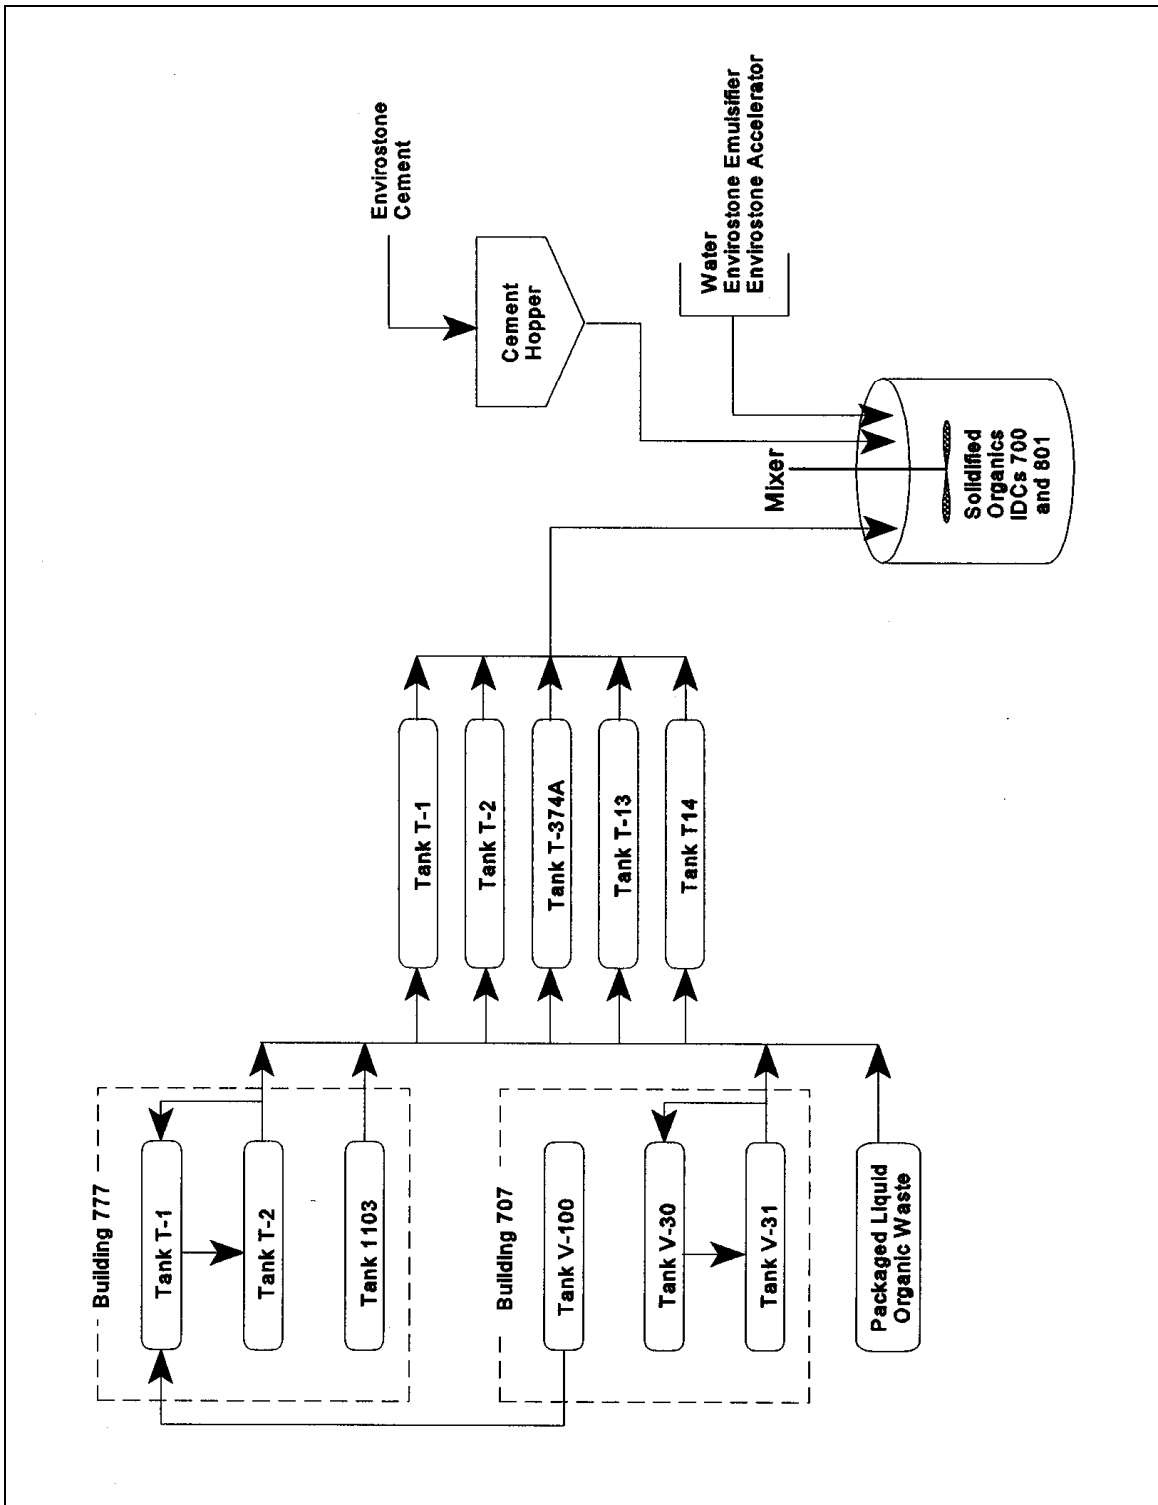 Building 777
Tank T-1
Tank T-2
Tank 1103
Building 707
Tank V-100
Tank V-30
Tank V-31
Packaged Liquid
Organic Waste
Tank T-1
Tank T-2
Tank T-374A
Tank T-13
Tank T14
Envirostone
Cement
Cement
Hopper
Water
Envirostone Emulsifier
Envirostone Accelerator
Mixer
Solidified
Organics
IDCs 700
and 801